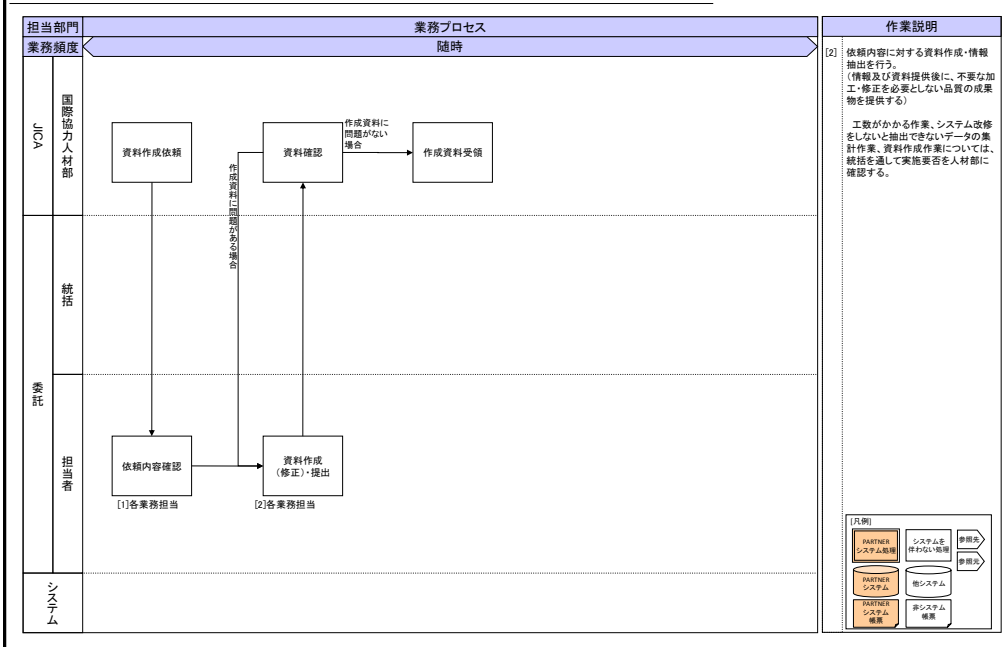 担当部門
業務プロセス
作業説明
業務頻度
随時
JICA
国際協力人材部
資料作成依頼
資料確認
作成資料に
問題がない
場合
作成資料受領
作成資料に問題がある場合
委託
統括
担当者
依頼内容確認
[1]各業務担当
資料作成
(修正)・提出
[2]各業務担当
システム
[2] 依頼内容に対する資料作成・情報
抽出を行う。
(情報及び資料提供後に、不要な加
工・修正を必要としない品質の成果
物を提供する)
工数がかかる作業、システム改修
をしないと抽出できないデータの集
計作業、資料作成作業については、
統括を通して実施要否を人材部に
確認する。
[凡例]
PARTNER
システム処理
システムを
伴わない処理
参照先
参照元
PARTNER
システム
他システム
PARTNER
システム
帳票
非システム
帳票